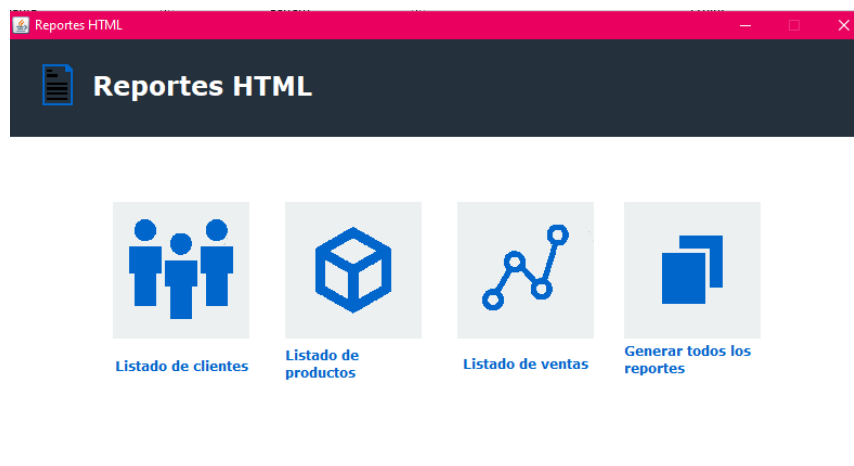 Reportes HTML
Reportes HTML
Listado de clientes
Listado de
productos
Listado de ventas
Generar todos los
reportes